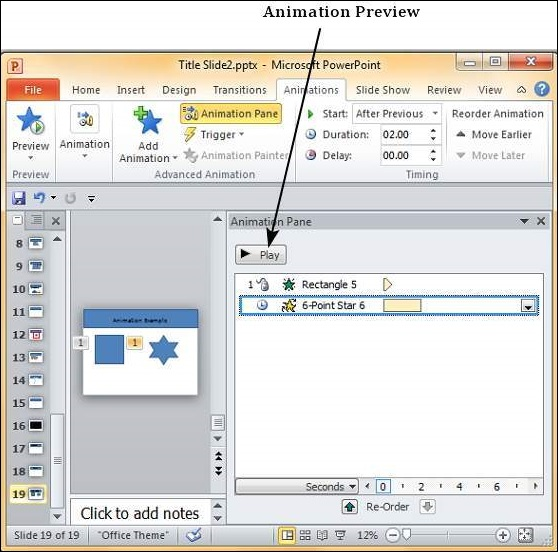 Animation Preview
Title Slide2.pptx - Microsoft PowerPoint
P
File Home Insert Design Transitions Animations Slide Show Review View
Preview
Preview
Animation
Add
Animation
Animation Pane
Trigger
Animation Painter
Advanced Animation
Start: After Previous
Duration: 02.00
Delay: 00.00
Timing
Reorder Animation
Move Earlier
Move Later
8
9
10
11
12
13
14
15
16
17
18
19
Animation Example
1
1
Click to add notes
Animation Pane
Play
1 Rectangle 5
6-Point Star 6
Seconds 0 2 4 6
Re-Order
Slide 19 of 19 "Office Theme" 12%